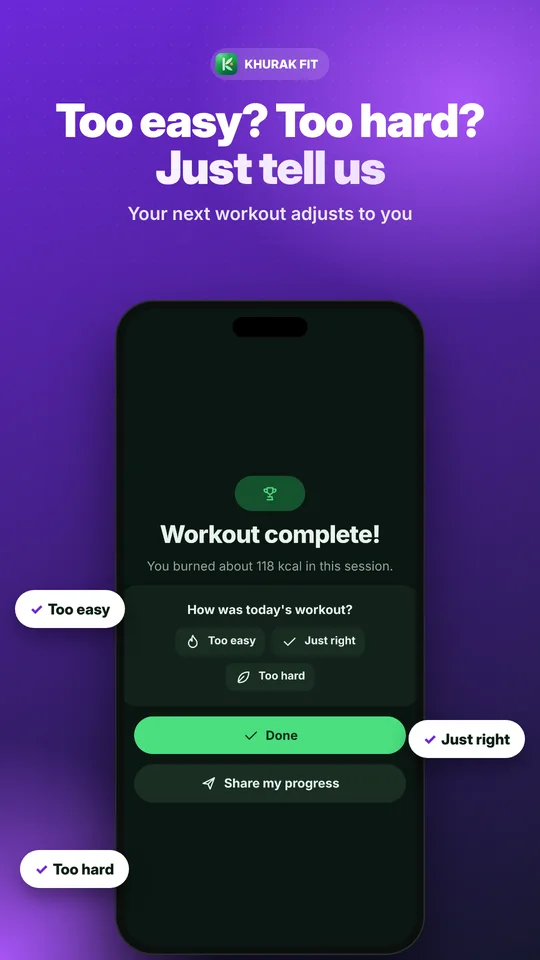 KHURAK FIT
Too easy? Too hard?
Just tell us
Your next workout adjusts to you
Workout complete!
You burned about 118 kcal in this session.
Too easy
How was today's workout?
Too easy
Just right
Too hard
Done
Just right
Share my progress
Too hard